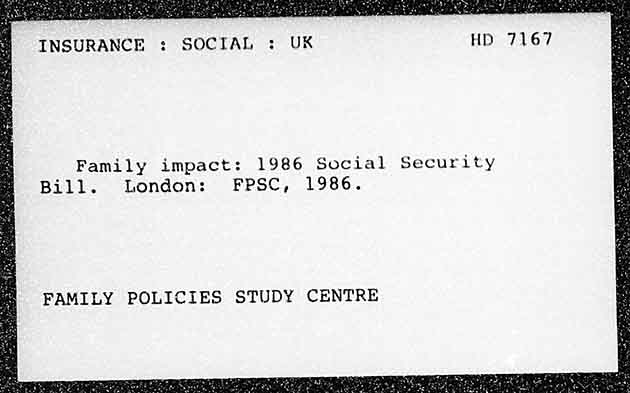 INSURANCE : SOCIAL : UK HD 7167
Family impact: 1986 Social Security
Bill. London: FPSC, 1986.
FAMILY POLICIES STUDY CENTRE